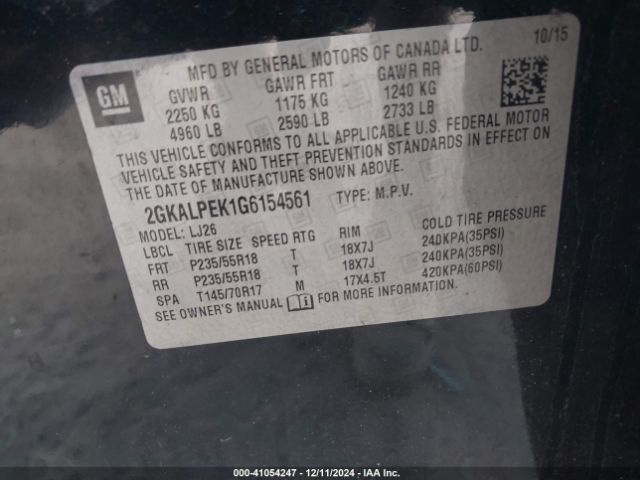 GM
MFD BY GENERAL MOTORS OF CANADA LTD. 10/15
GVWR GAWR FRT GAWR RR
2250 KG 1175 KG 1240 KG
4960 LB 2590 LB 2733 LB
THIS VEHICLE CONFORMS TO ALL APPLICABLE U.S. FEDERAL MOTOR
VEHICLE SAFETY AND THEFT PREVENTION STANDARDS IN EFFECT ON
THE DATE OF MANUFACTURE SHOWN ABOVE.
2GKALPEK1G6154561 TYPE: M.P.V.
MODEL: LJ26
LBCL TIRE SIZE SPEED RTG RIM COLD TIRE PRESSURE
FRT P235/55R18 T 18X7J 240KPA(35PSI)
RR P235/55R18 T 18X7J 240KPA(35PSI)
SPA T145/70R17 M 17X4.5T 420KPA(60PSI)
SEE OWNER'S MANUAL FOR MORE INFORMATION.
000-41054247 - 12/11/2024 - IAA Inc.